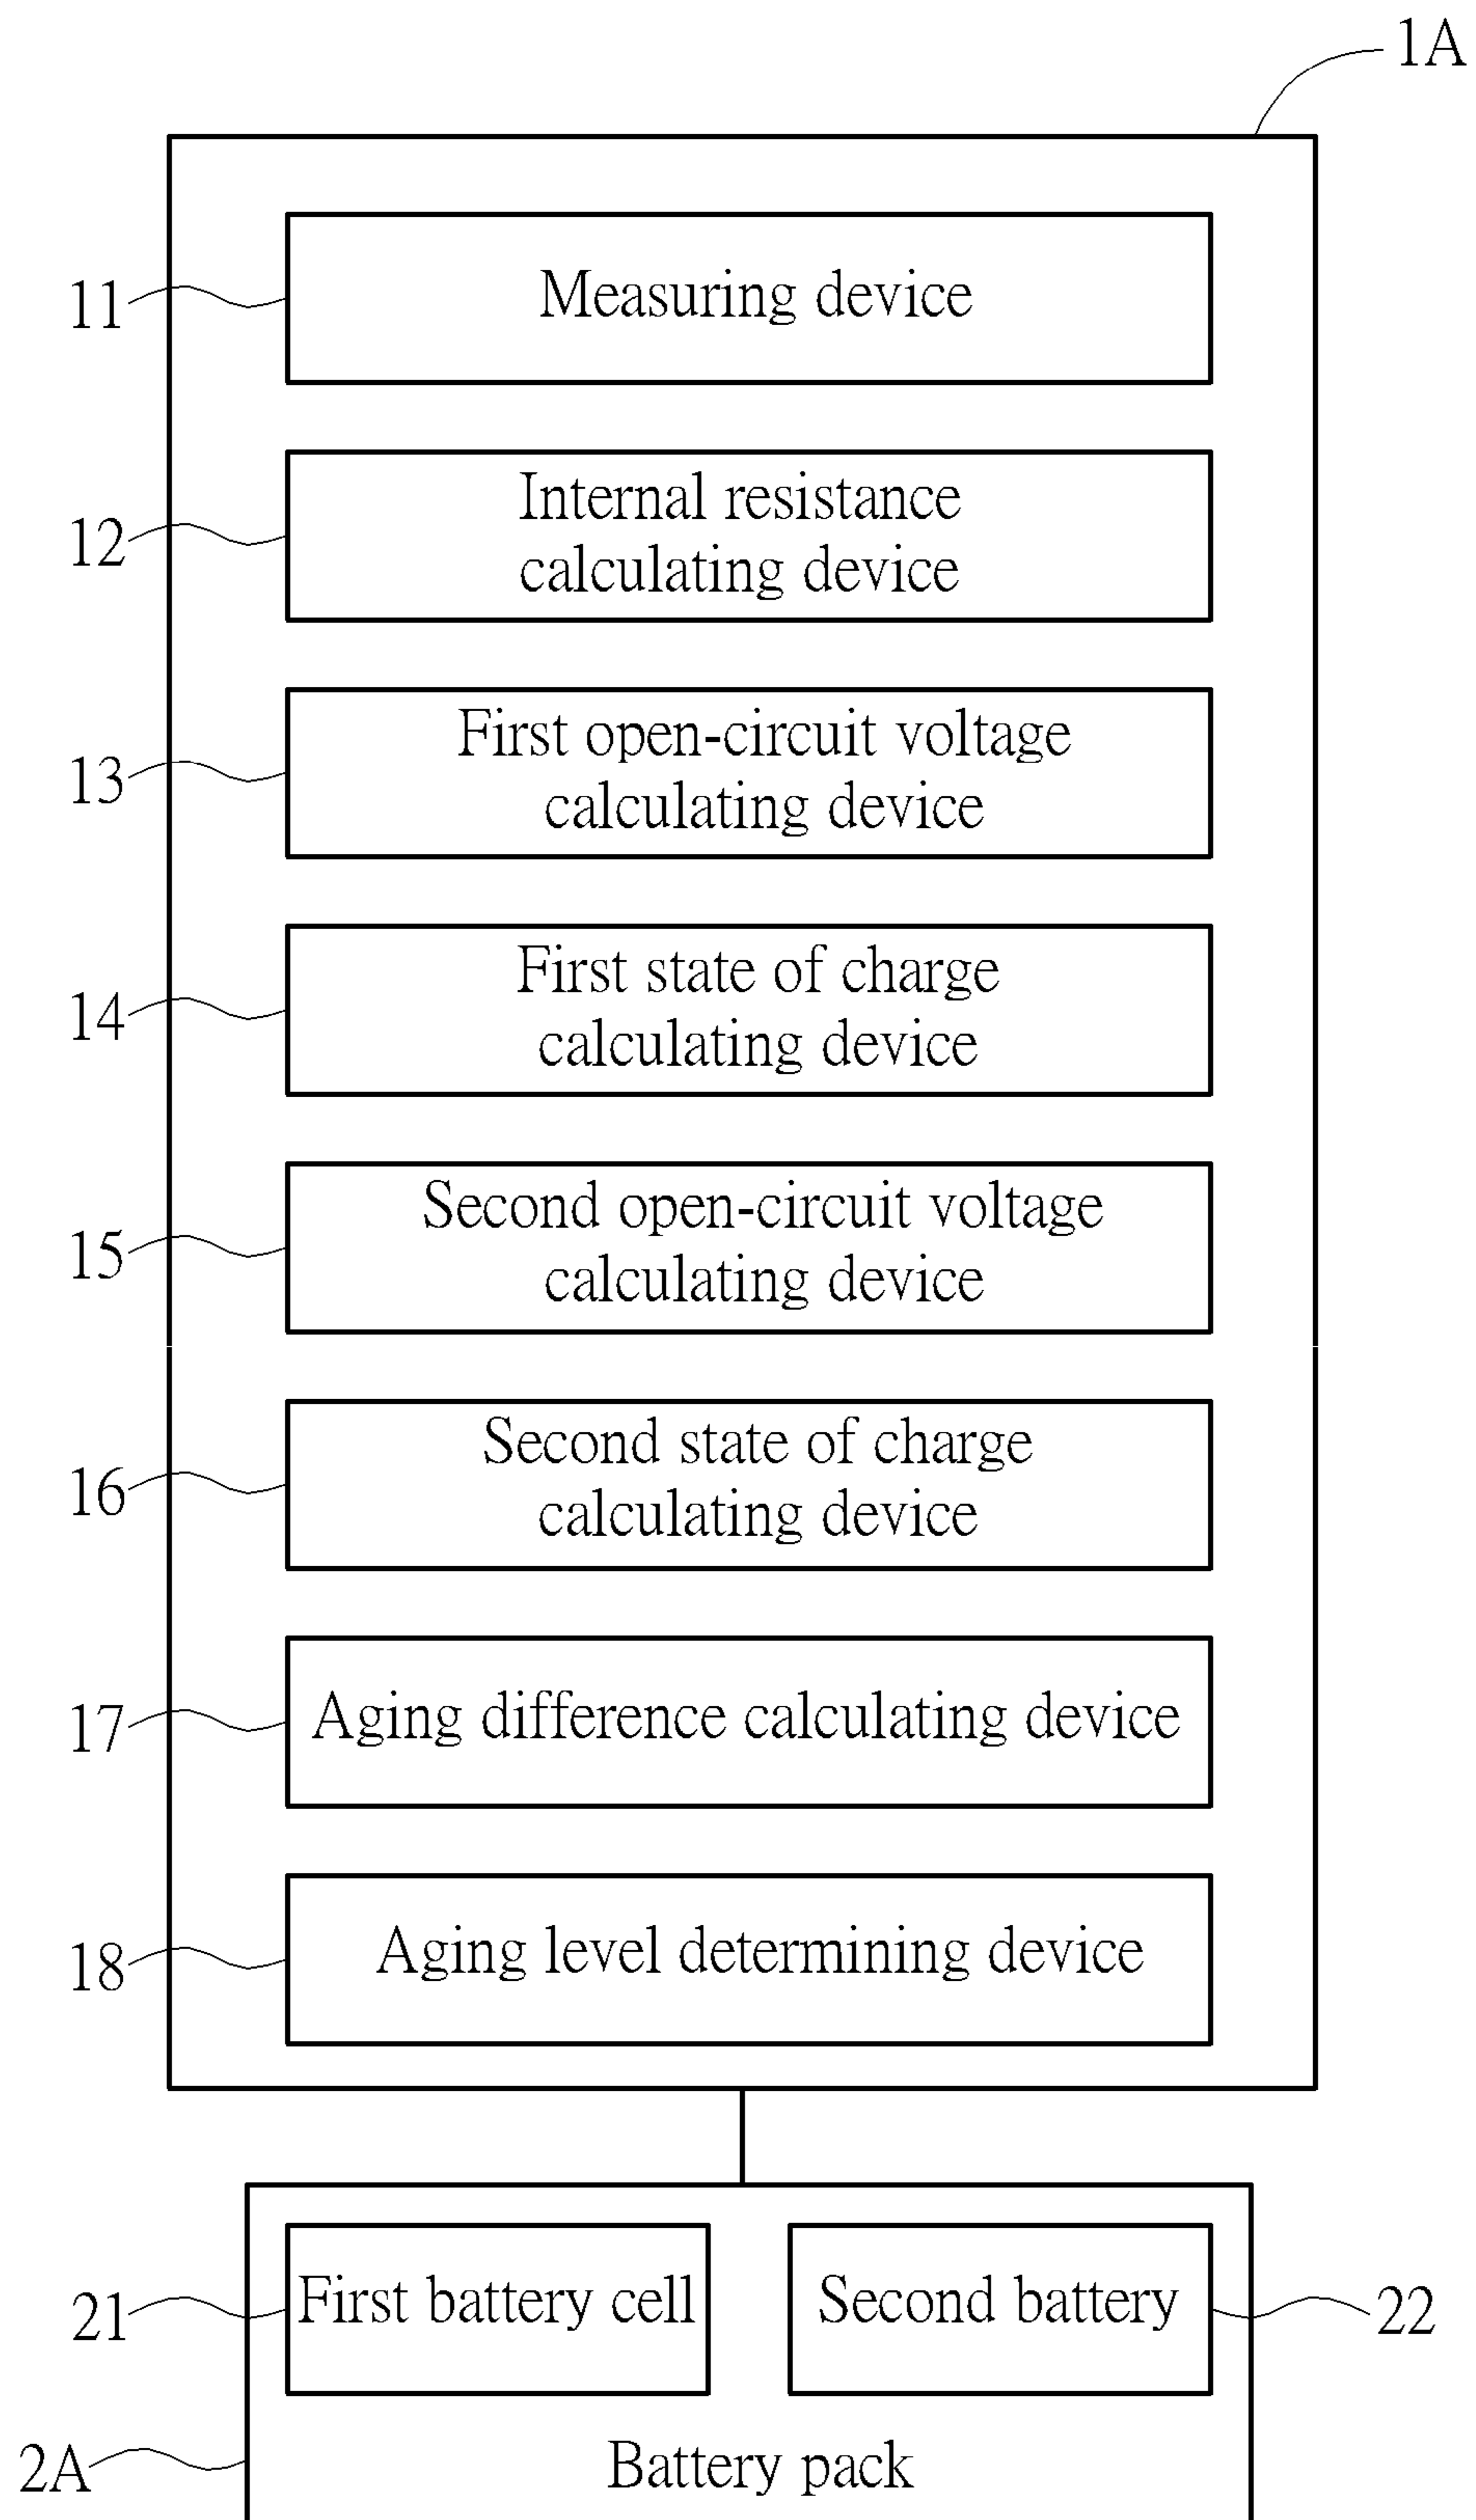 1A
11
Measuring device
12
Internal resistance
calculating device
13
First open-circuit voltage
calculating device
14
First state of charge
calculating device
15
Second open-circuit voltage
calculating device
16
Second state of charge
calculating device
17
Aging difference calculating device
18
Aging level determining device
21
First battery cell
Second battery
22
2A
Battery pack